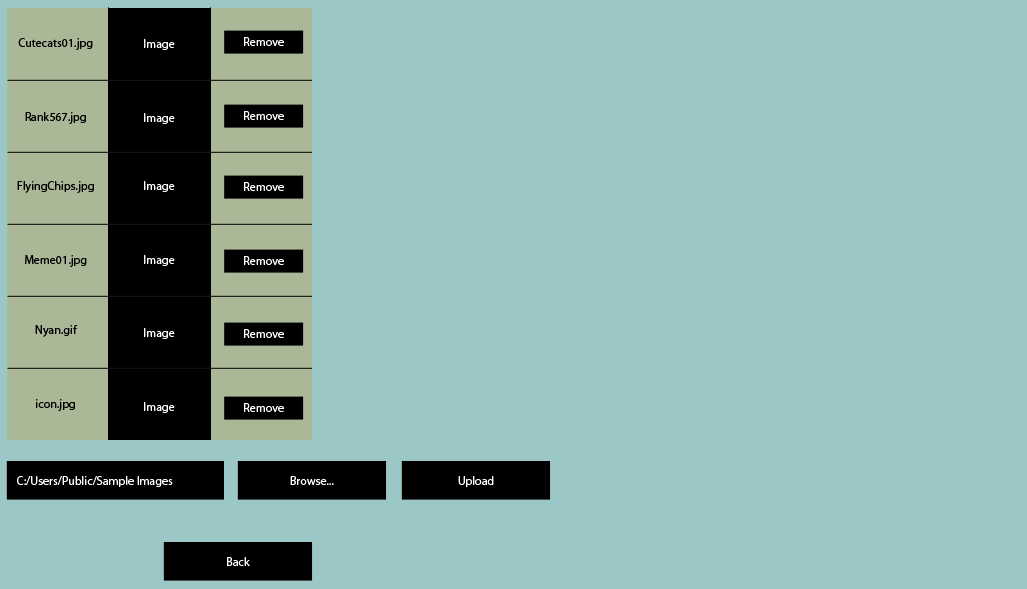 Cutecats01.jpg Image Remove
Rank567.jpg Image Remove
FlyingChips.jpg Image Remove
Meme01.jpg Image Remove
Nyan.gif Image Remove
icon.jpg Image Remove
C:/Users/Public/Sample Images Browse... Upload
Back